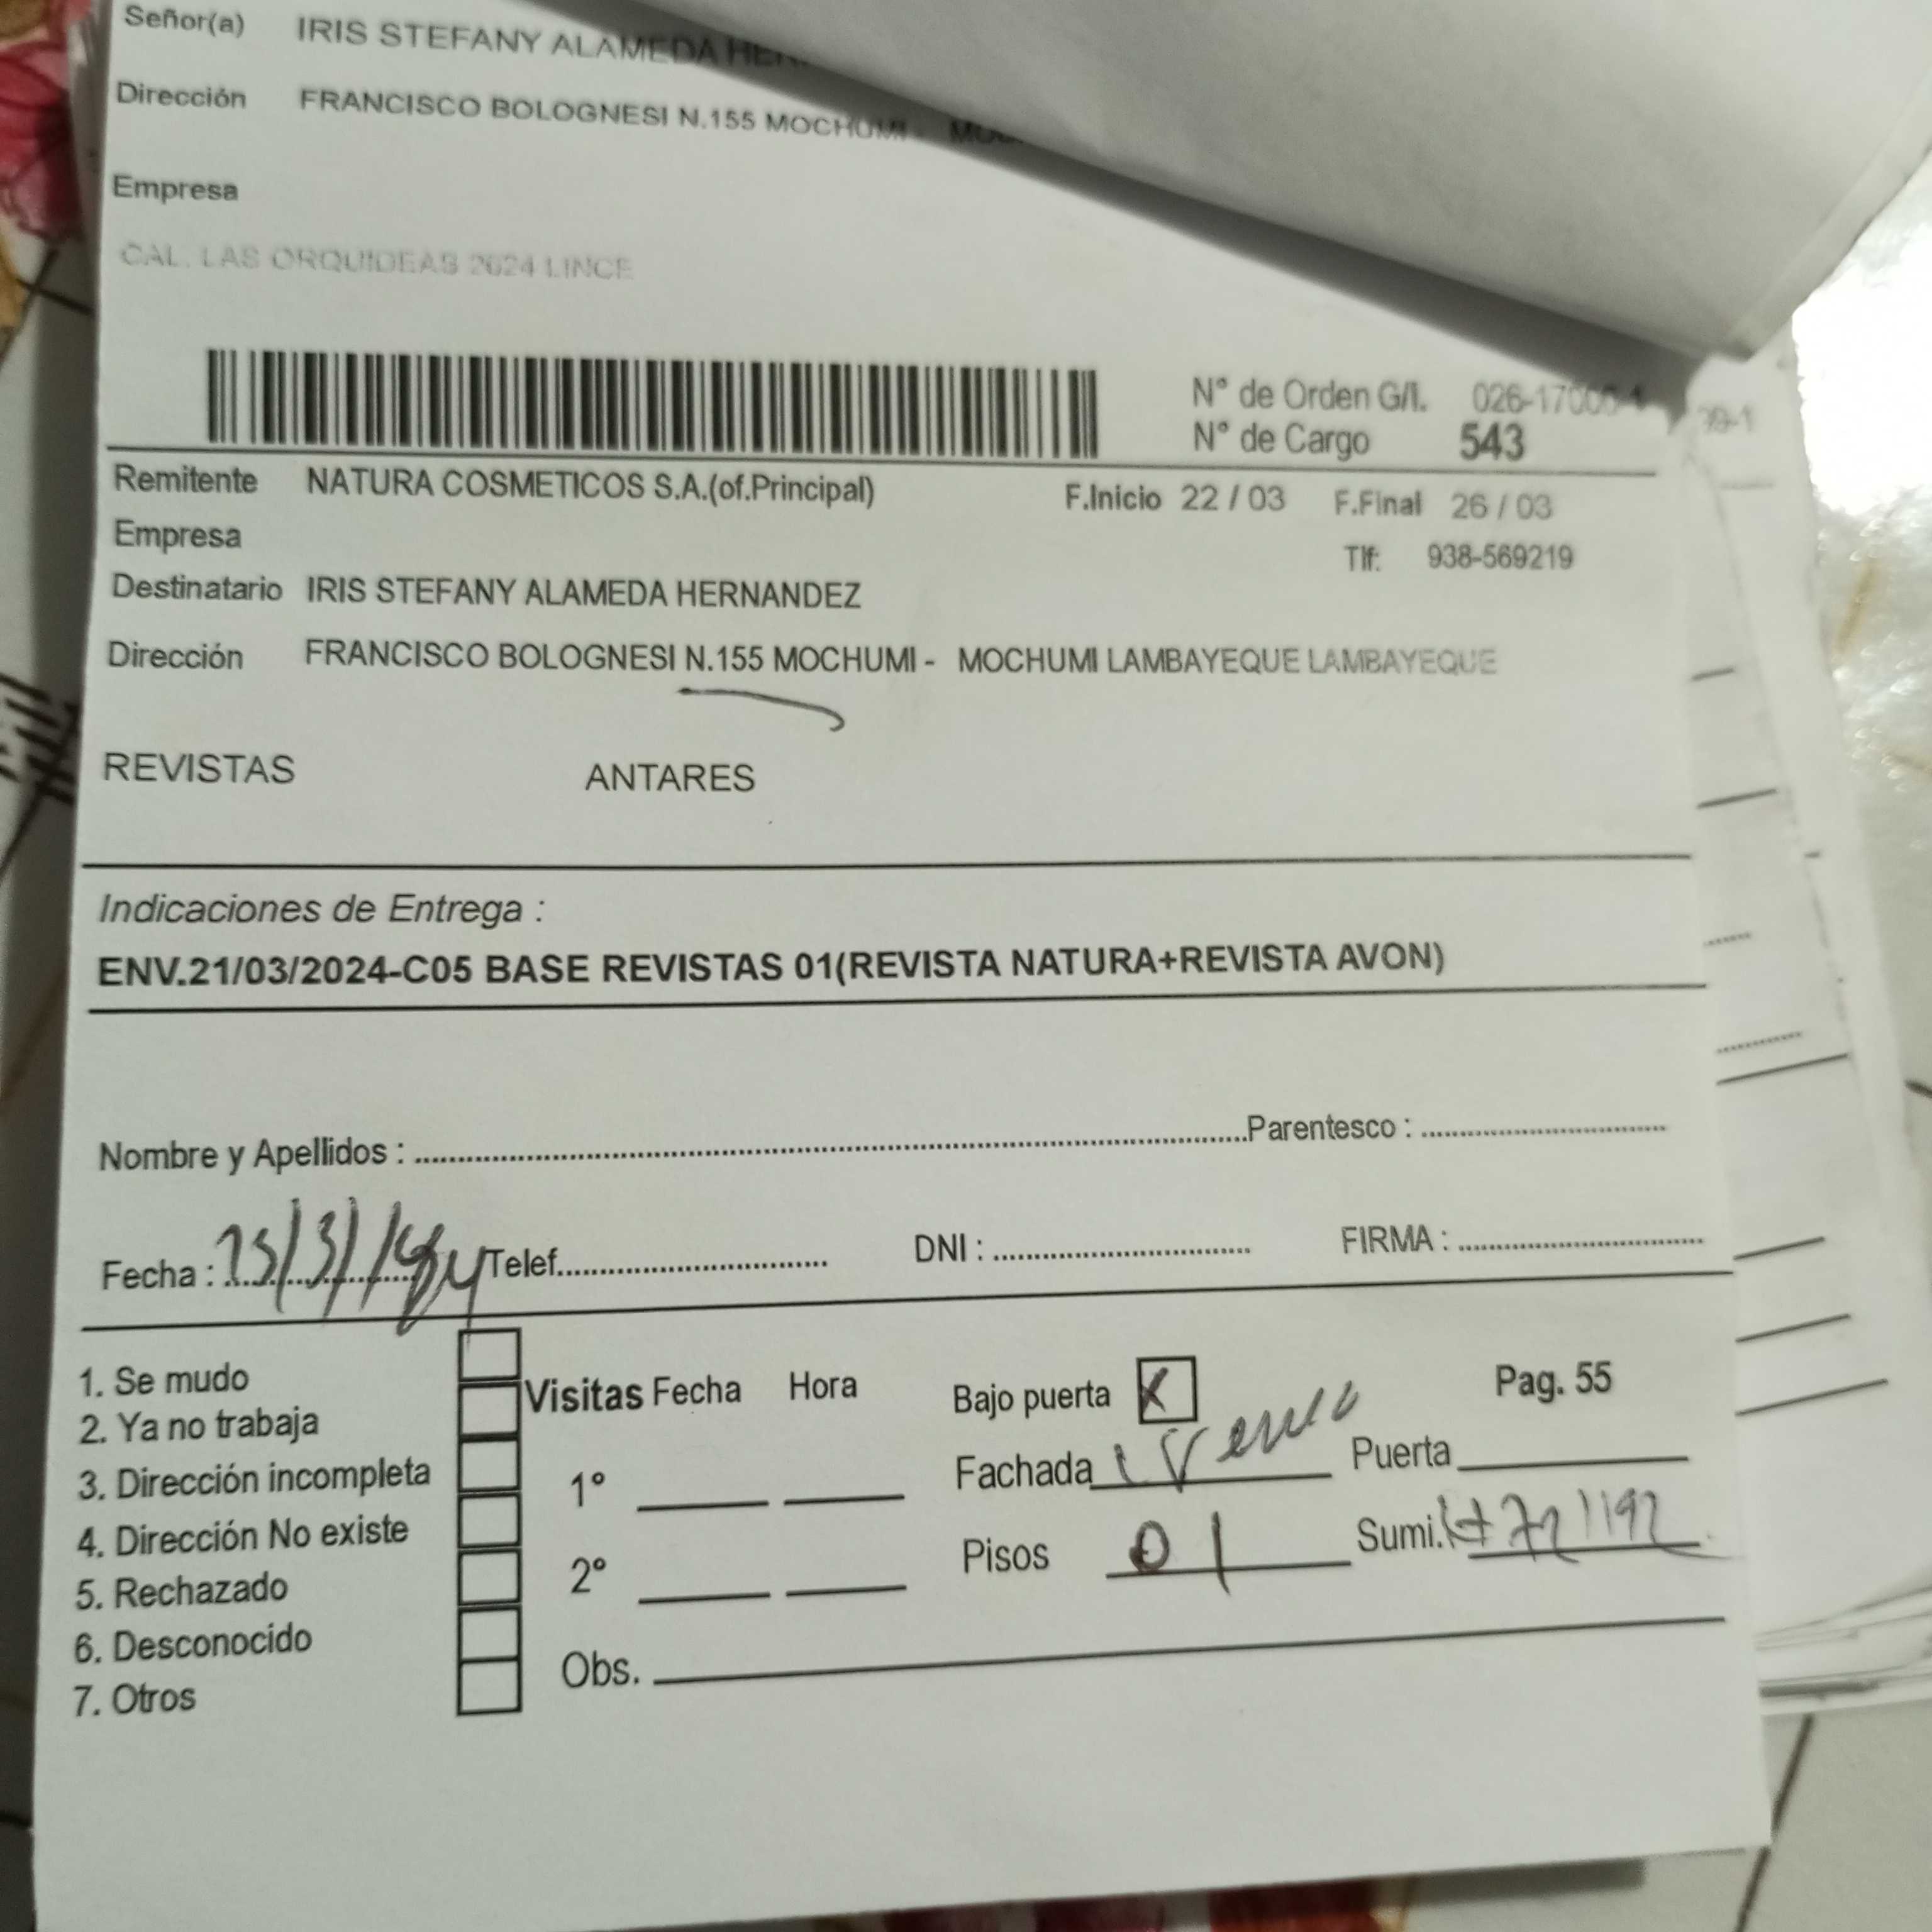 Señor(a) IRIS STEFANY ALAMEDA
Dirección FRANCISCO BOLOGNESI N.155 MOCHUMI -
Empresa
CAL. LAS ORQUIDEAS 2024 LINCE
N° de Orden G/I.
N° de Cargo 543
Remitente NATURA COSMETICOS S.A.(of.Principal) F.Inicio 22 / 03 F.Final 26 / 03
Empresa Tlf: 938-569219
Destinatario IRIS STEFANY ALAMEDA HERNANDEZ
Dirección FRANCISCO BOLOGNESI N.155 MOCHUMI - MOCHUMI LAMBAYEQUE LAMBAYEQUE
REVISTAS ANTARES
Indicaciones de Entrega :
ENV.21/03/2024-C05 BASE REVISTAS 01(REVISTA NATURA+REVISTA AVON)
Nombre y Apellidos : Parentesco :
Fecha : Telef. DNI : FIRMA :
1. Se mudo
2. Ya no trabaja
3. Dirección incompleta
4. Dirección No existe
5. Rechazado
6. Desconocido
7. Otros
Visitas Fecha Hora
1°
2°
Obs.
Bajo puerta X Pag. 55
Fachada Puerta
Pisos 01 Sumi.